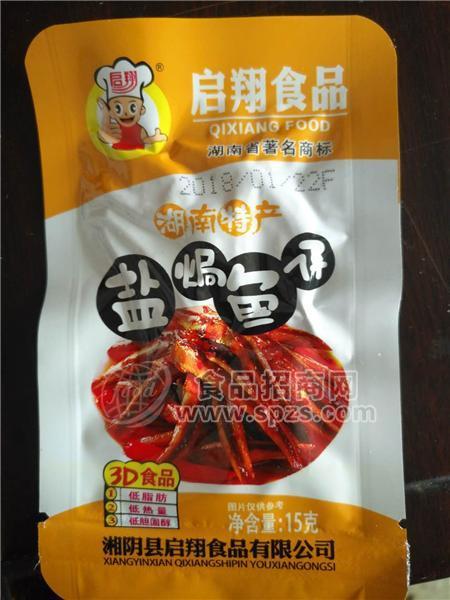 启翔
®
启翔食品
QIXIANG FOOD
湖南省著名商标
2018/01/22F
湖南特产
盐焗鱼仔
食品招商网
www.spzs.com
3D食品
1 低脂肪
2 低热量
3 低胆固醇
图片仅供参考
净含量:15克
湘阴县启翔食品有限公司
XIANGYINXIAN QIXIANGSHIPIN YOUXIANGONGSI